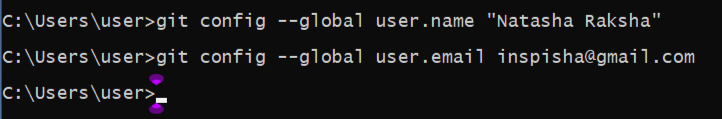 C:\Users\user>git config --global user.name "Natasha Raksha"
C:\Users\user>git config --global user.email inspisha@gmail.com
C:\Users\user>